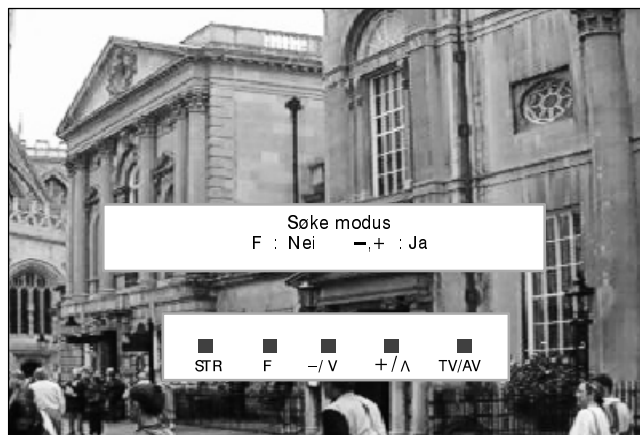 Søke modus
F : Nei −,+ : Ja
STR F −/V +/Λ TV/AV